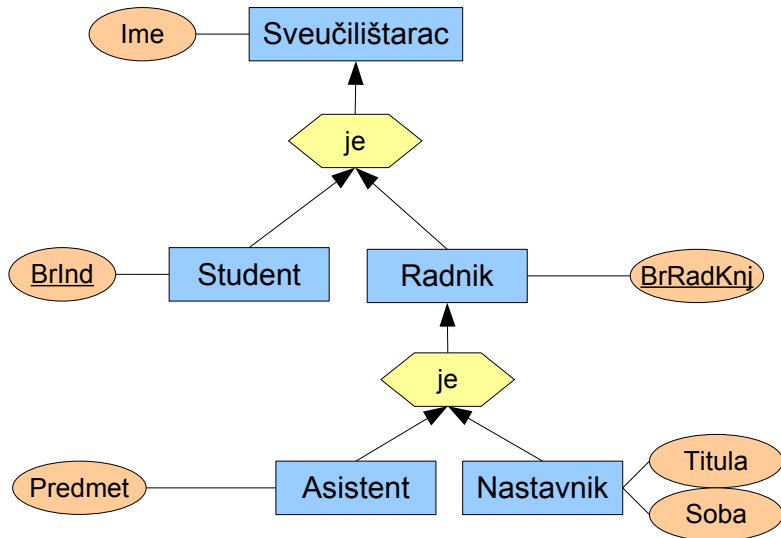 Ime
Sveučilištarac
je
BrInd
Student
Radnik
BrRadKnj
je
Predmet
Asistent
Nastavnik
Titula
Soba